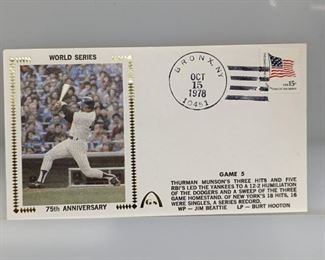 WORLD SERIES
75th ANNIVERSARY
BRONX, NY
OCT
15
1978
10451
15c
GAME 5
THURMAN MUNSON'S THREE HITS AND FIVE
RBI'S LED THE YANKEES TO A 12-2 HUMILIATION
OF THE DODGERS AND A SWEEP OF THE THREE
GAME HOMESTAND. OF NEW YORK'S 18 HITS, 16
WERE SINGLES, A SERIES RECORD.
WP - JIM BEATTIE LP - BURT HOOTON